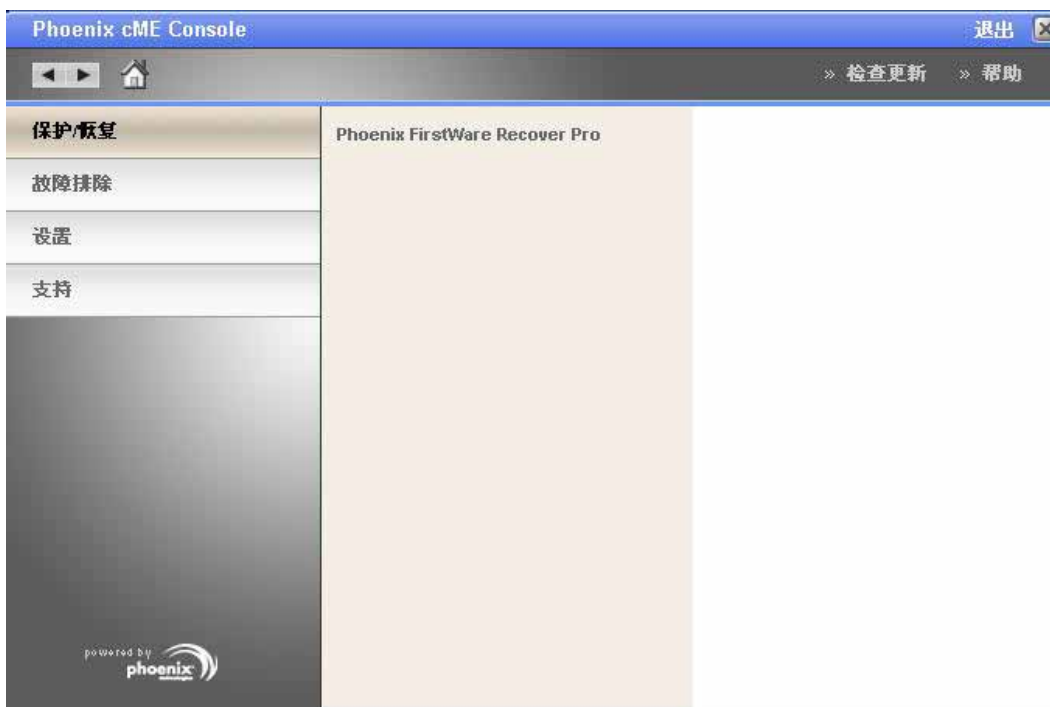 Phoenix cME Console
退出
» 检查更新 » 帮助
保护/恢复
Phoenix FirstWare Recover Pro
故障排除
设置
支持
powered by
phoenix